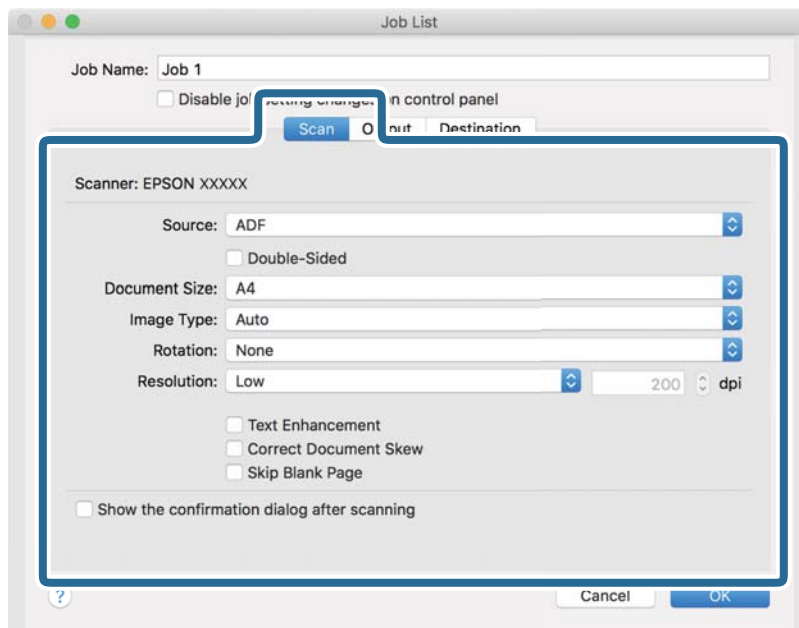 Job List
Job Name: Job 1
Disable
control panel
Scan Destination
Scanner: EPSON XXXXX
Source: ADF
Double-Sided
Document Size: A4
Image Type: Auto
Rotation: None
Resolution: Low 200 dpi
Text Enhancement
Correct Document Skew
Skip Blank Page
Show the confirmation dialog after scanning
? Cancel OK